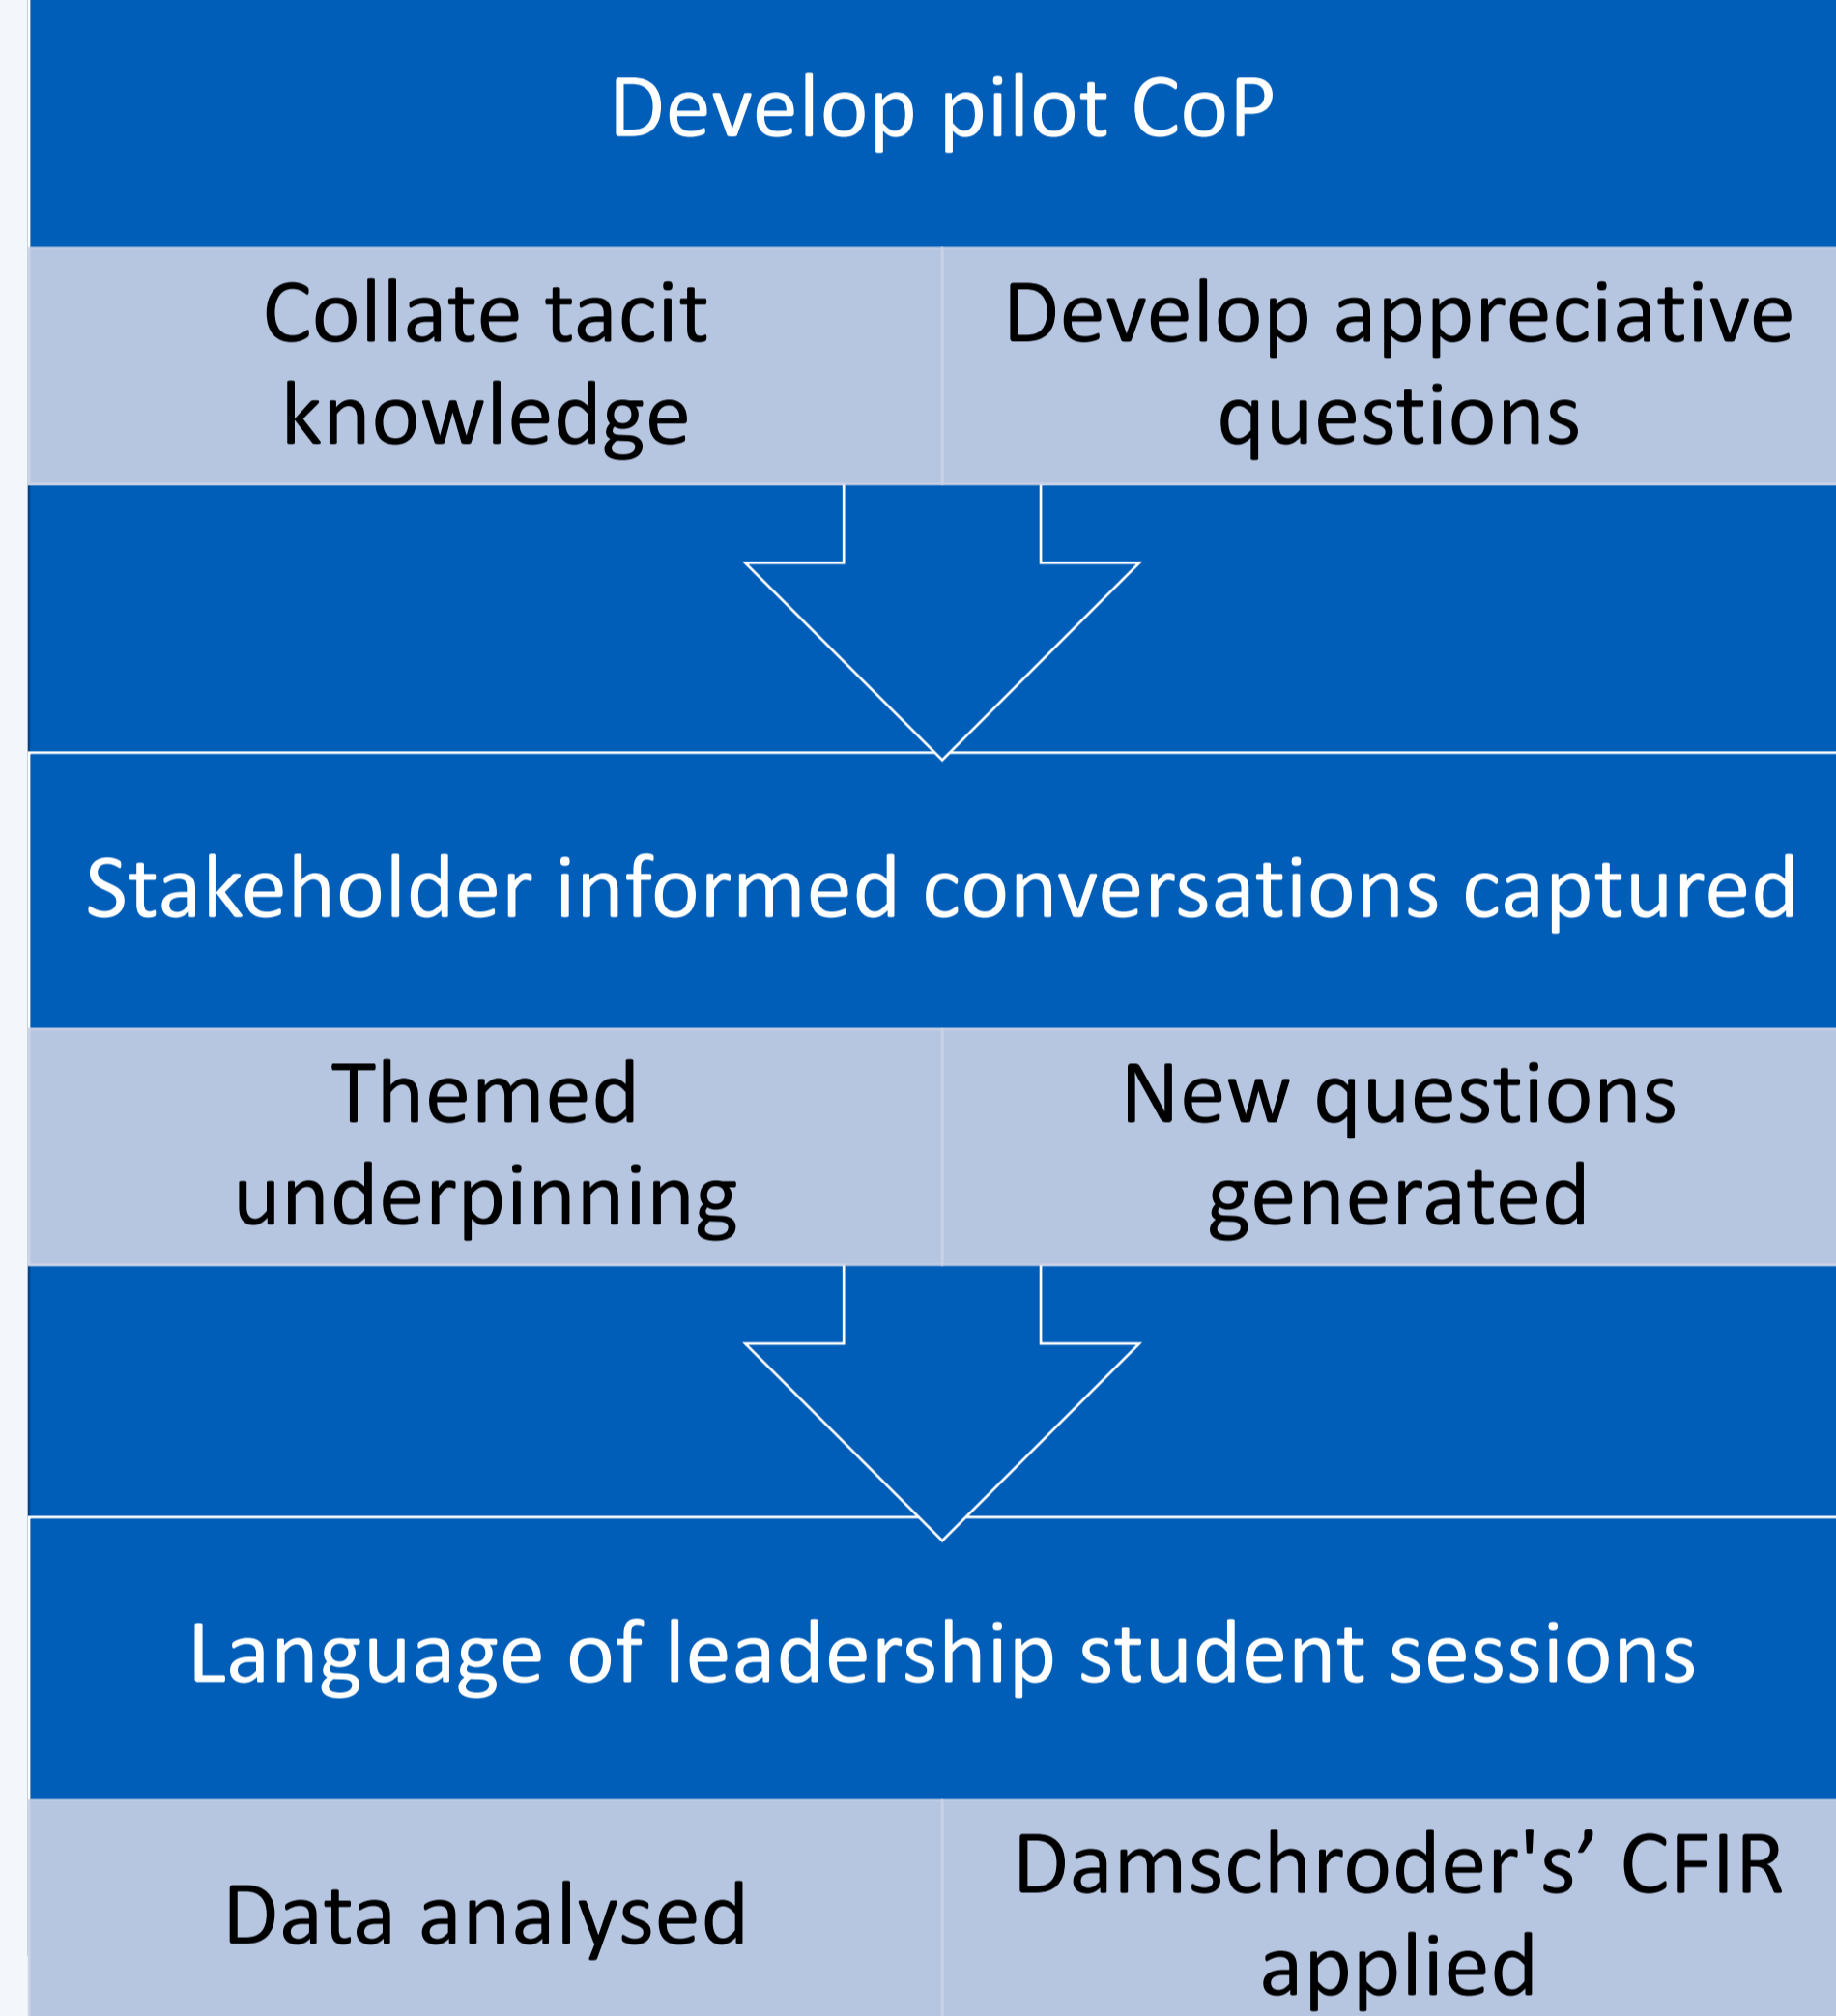 Develop pilot CoP
Collate tacit
knowledge
Develop appreciative
questions
Stakeholder informed conversations captured
Themed
underpinning
New questions
generated
Language of leadership student sessions
Data analysed
Damschroder's’ CFIR
applied